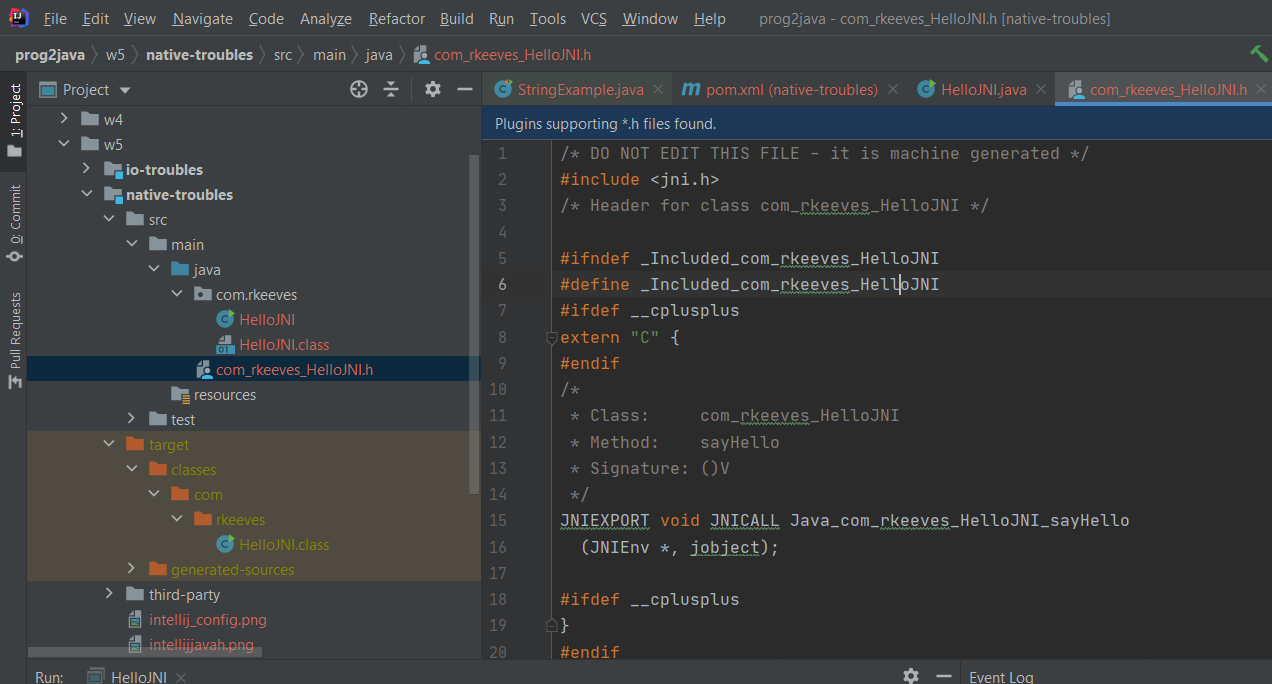 File Edit View Navigate Code Analyze Refactor Build Run Tools VCS Window Help prog2java - com_rkeeves_HelloJNI.h [native-troubles]
prog2java w5 native-troubles src main java com_rkeeves_HelloJNI.h
Project
StringExample.java pom.xml (native-troubles) HelloJNI.java com_rkeeves_HelloJNI.h
1: Project
0: Commit
Pull Requests
w4
w5
io-troubles
native-troubles
src
main
java
com.rkeeves
HelloJNI
HelloJNI.class
com_rkeeves_HelloJNI.h
resources
test
target
classes
com
rkeeves
HelloJNI.class
generated-sources
third-party
intellij_config.png
intellijjavah.png
Plugins supporting *.h files found.
1 /* DO NOT EDIT THIS FILE - it is machine generated */
2 #include <jni.h>
3 /* Header for class com_rkeeves_HelloJNI */
4
5 #ifndef _Included_com_rkeeves_HelloJNI
6 #define _Included_com_rkeeves_HelloJNI
7 #ifdef __cplusplus
8 extern "C" {
9 #endif
10 /*
11 * Class: com_rkeeves_HelloJNI
12 * Method: sayHello
13 * Signature: ()V
14 */
15 JNIEXPORT void JNICALL Java_com_rkeeves_HelloJNI_sayHello
16 (JNIEnv *, jobject);
17
18 #ifdef __cplusplus
19 }
20 #endif
Run: HelloJNI
Event Log